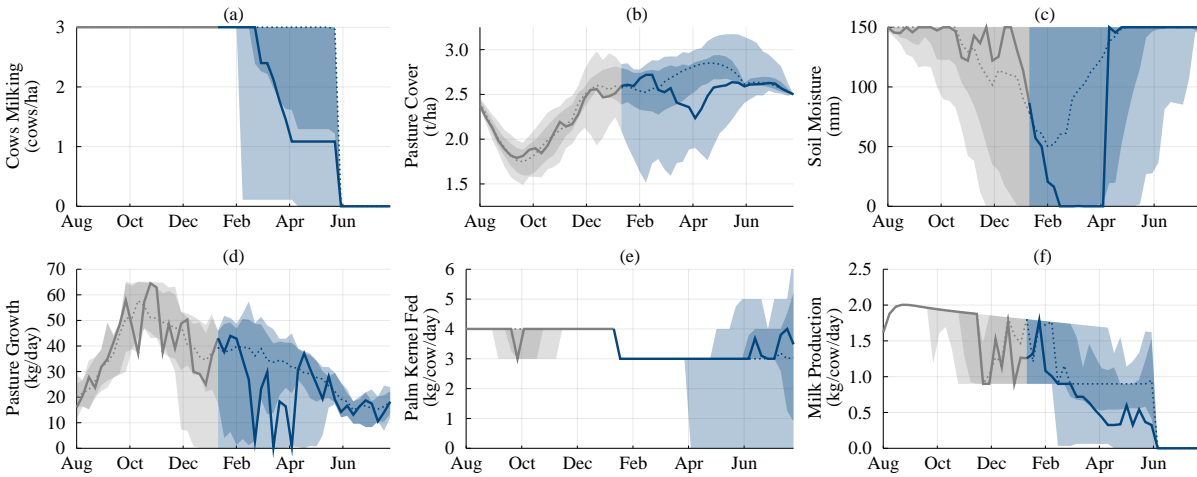 (a)
Cows Milking
(cows/ha)
3
2
1
0
Aug Oct Dec Feb Apr Jun
(b)
Pasture Cover
(t/ha)
3.0
2.5
2.0
1.5
Aug Oct Dec Feb Apr Jun
(c)
Soil Moisture
(mm)
150
100
50
0
Aug Oct Dec Feb Apr Jun
(d)
Pasture Growth
(kg/day)
70
60
50
40
30
20
10
0
Aug Oct Dec Feb Apr Jun
(e)
Palm Kernel Fed
(kg/cow/day)
6
5
4
3
2
1
0
Aug Oct Dec Feb Apr Jun
(f)
Milk Production
(kg/cow/day)
2.5
2.0
1.5
1.0
0.5
0.0
Aug Oct Dec Feb Apr Jun